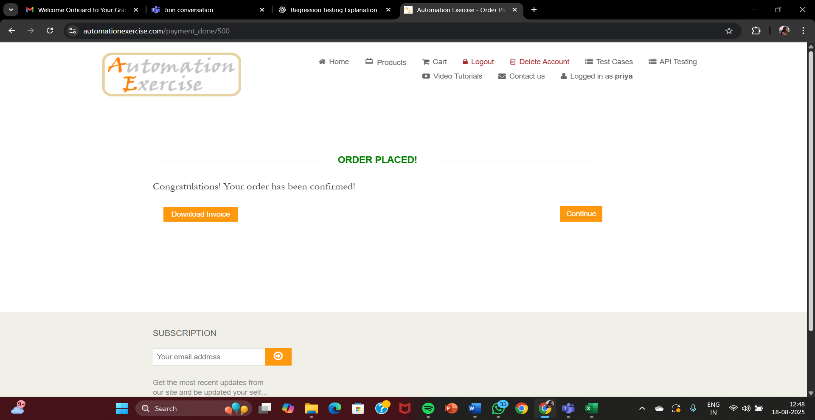 Welcome Onboard to Your Gra
Join conversation
Regression Testing Explanation
Automation Exercise - Order Pl
automationexercise.com/payment_done/500
Automation
Exercise
Home
Products
Cart
Logout
Delete Account
Test Cases
API Testing
Video Tutorials
Contact us
Logged in as priya
ORDER PLACED!
Congratulations! Your order has been confirmed!
Download Invoice
Continue
SUBSCRIPTION
Your email address
Get the most recent updates from
our site and be updated your self...
Search
ENG
IN
12:48
18-08-2025